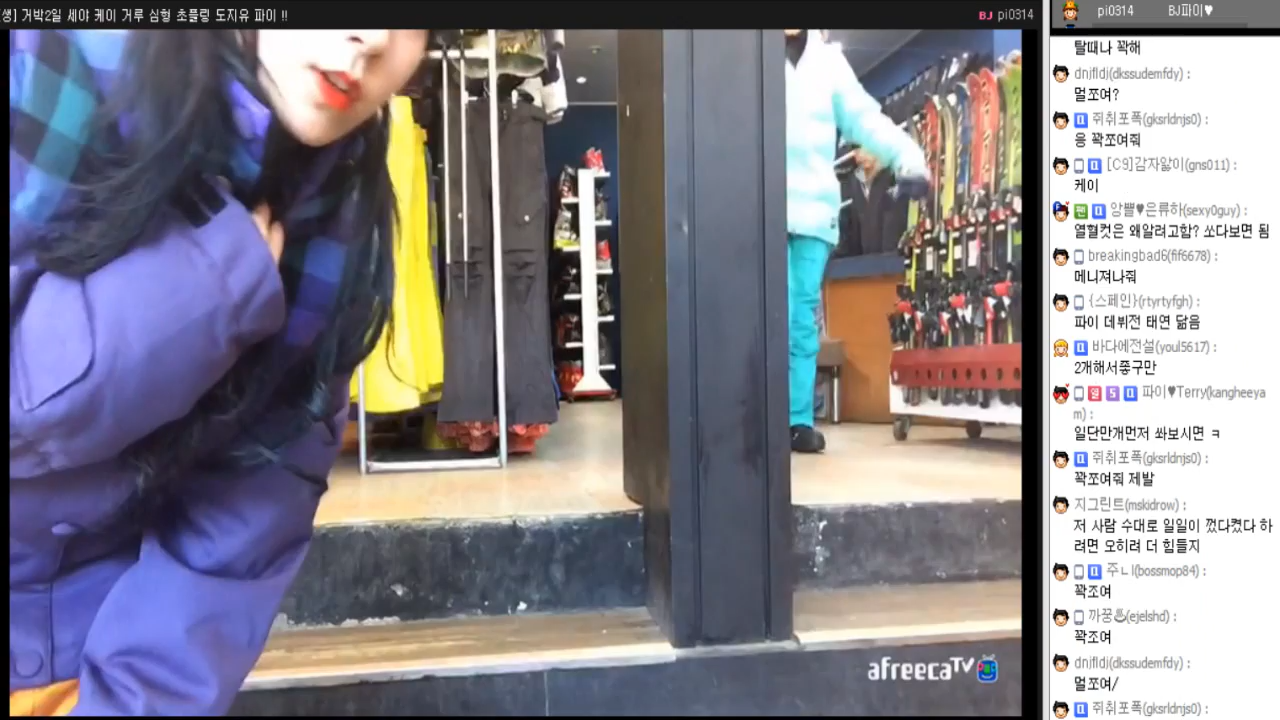 생] 거박2일 세야 케이 거루 심형 초플링 도지유 파이 !!
BJ pi0314
pi0314 BJ파이♥
탈때나 꽉해
dnifldj(dkssudemfdy) :
멀쪼여?
쥐취포폭(gksrldnjs0) :
응 꽉쪼여줘
[C9]감자앓이(gns011) :
케이
팬 앙쁠♥은류하(sexy0guy) :
열혈컷은 왜알려고함? 쏘다보면 됨
breakingbad6(fif6678) :
메니져나줘
{스페인}(rtyrtyfgh) :
파이 데뷔전 태연 닮음
바다에전설(youl5617) :
2개해서종구만
열 S 파이♥Terry(kangheeya
m) :
일단만개먼저 쏴보시면 ㅋ
쥐취포폭(gksrldnjs0) :
꽉쪼여줘 제발
지그린트(mskidrow) :
저 사람 수대로 일일이 껐다켰다 하
려면 오히려 더 힘들지
주ㄴㅣ(bossmop84) :
꽉조여
까꿍♨(ejelshd) :
꽉조여
dnifldj(dkssudemfdy) :
멀쪼여/
쥐취포폭(gksrldnjs0) :
afreecaTV